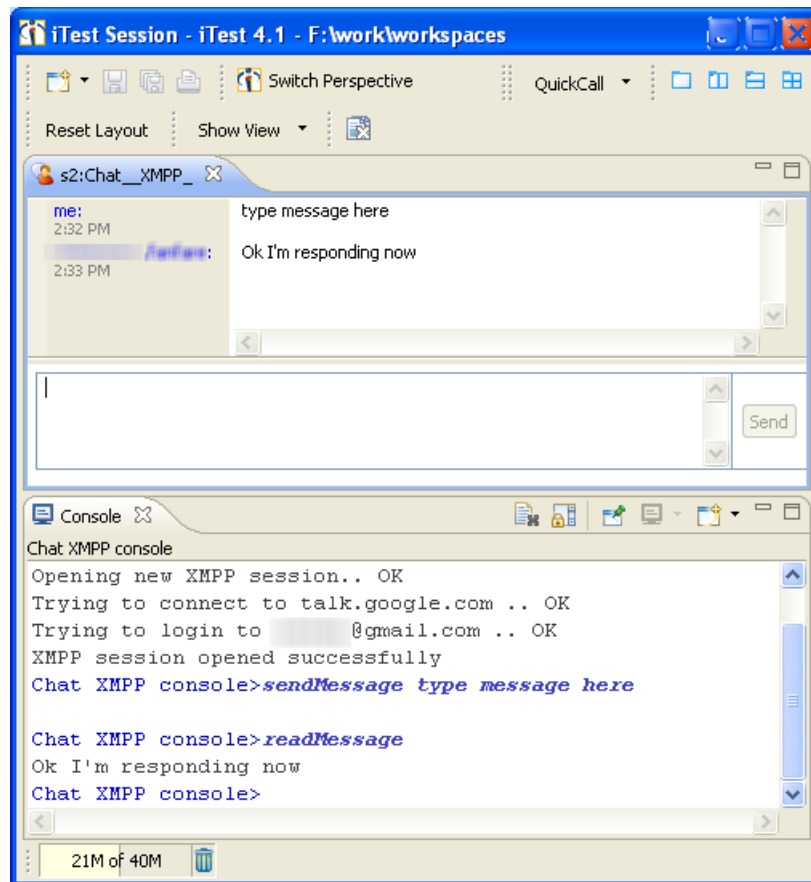 iTest Session - iTest 4.1 - F:\work\workspaces
Switch Perspective QuickCall
Reset Layout Show View
s2:Chat__XMPP_
me: type message here
2:32 PM
: Ok I'm responding now
2:33 PM
Send
Console
Chat XMPP console
Opening new XMPP session.. OK
Trying to connect to talk.google.com .. OK
Trying to login to @gmail.com .. OK
XMPP session opened successfully
Chat XMPP console>sendMessage type message here
Chat XMPP console>readMessage
Ok I'm responding now
Chat XMPP console>
21M of 40M